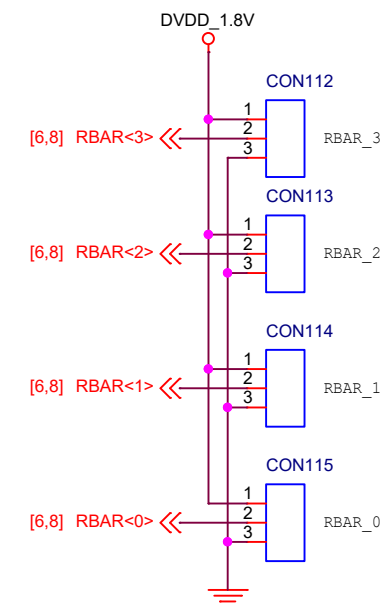 DVDD_1.8V
CON112
1
[6,8] RBAR<3> 2 RBAR_3
3
CON113
1
[6,8] RBAR<2> 2 RBAR_2
3
CON114
1
[6,8] RBAR<1> 2 RBAR_1
3
CON115
1
[6,8] RBAR<0> 2 RBAR_0
3